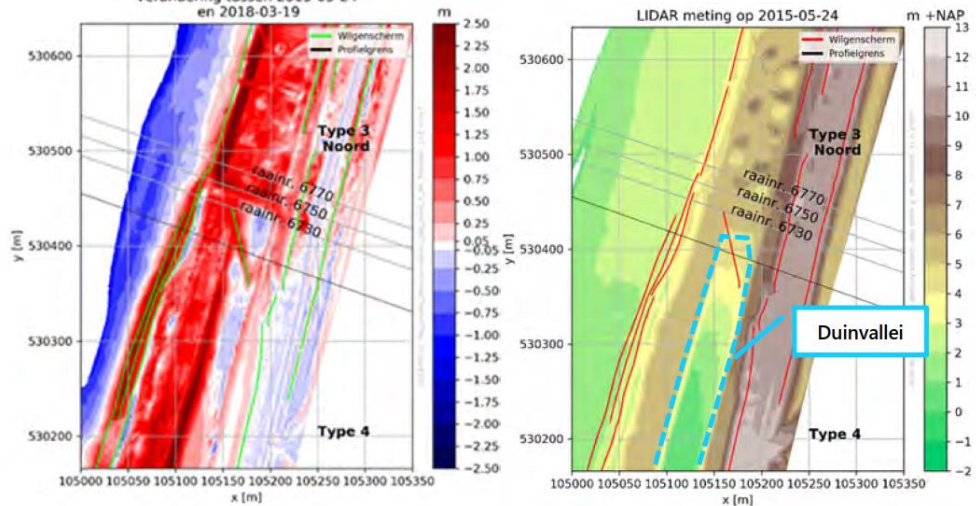 en 2018-03-19
m
2.50
2.25
2.00
1.75
1.50
1.25
1.00
0.75
0.50
0.25
0.05
-0.05
-0.25
-0.50
-0.75
-1.00
-1.25
-1.50
-1.75
-2.00
-2.25
-2.50
Wilgenscherm
Profielgrens
Type 3
Noord
raainr. 6770
raainr. 6750
raainr. 6730
Type 4
530600
530500
530400
530300
530200
y [m]
105000 105050 105100 105150 105200 105250 105300 105350
x [m]
LIDAR meting op 2015-05-24
m +NAP
13
12
11
10
9
8
7
6
5
4
3
2
1
0
-1
-2
Wilgenscherm
Profielgrens
Type 3
Noord
raainr. 6770
raainr. 6750
raainr. 6730
Duinvallei
Type 4
530600
530500
530400
530300
530200
y [m]
105000 105050 105100 105150 105200 105250 105300 105350
x [m]